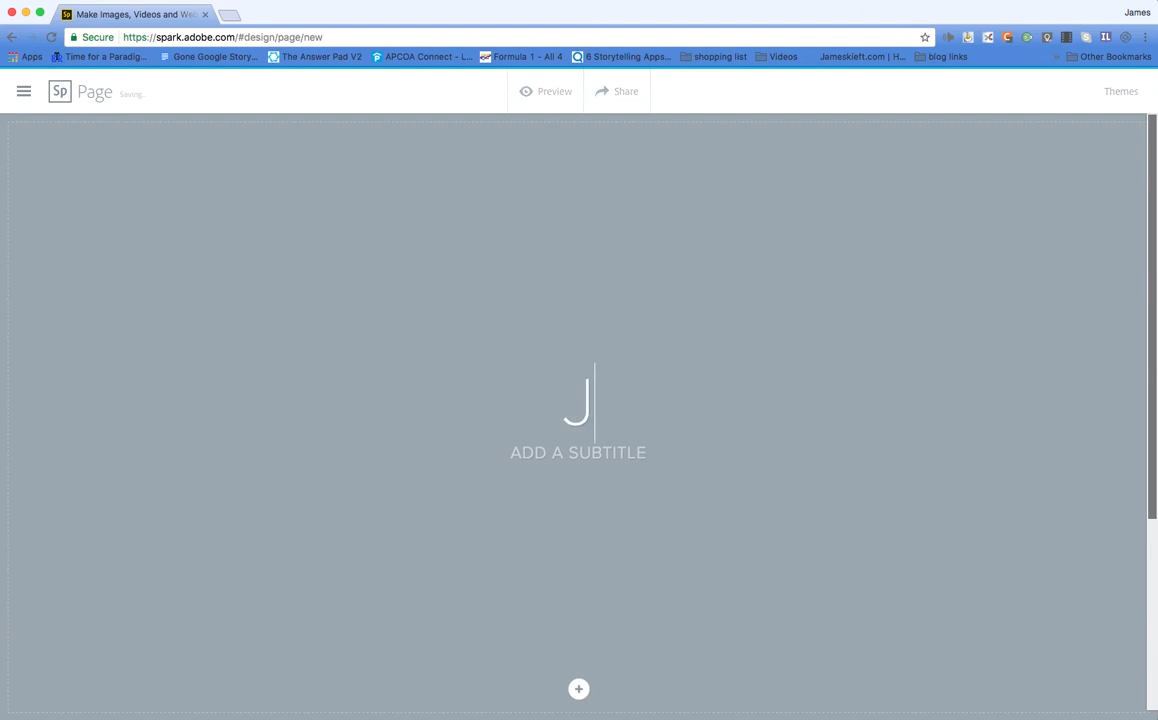 Make Images, Videos and Web
James
Secure https://spark.adobe.com/#design/page/new
Apps Time for a Paradig... Gone Google Story... The Answer Pad V2 APCOA Connect - L... Formula 1 - All 4 6 Storytelling Apps... shopping list Videos Jameskieft.com | H... blog links » Other Bookmarks
Sp Page Saving... Preview Share Themes
J
ADD A SUBTITLE